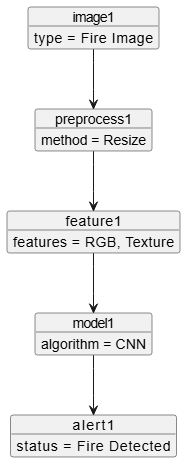 image1
type = Fire Image
preprocess1
method = Resize
feature1
features = RGB, Texture
model1
algorithm = CNN
alert1
status = Fire Detected